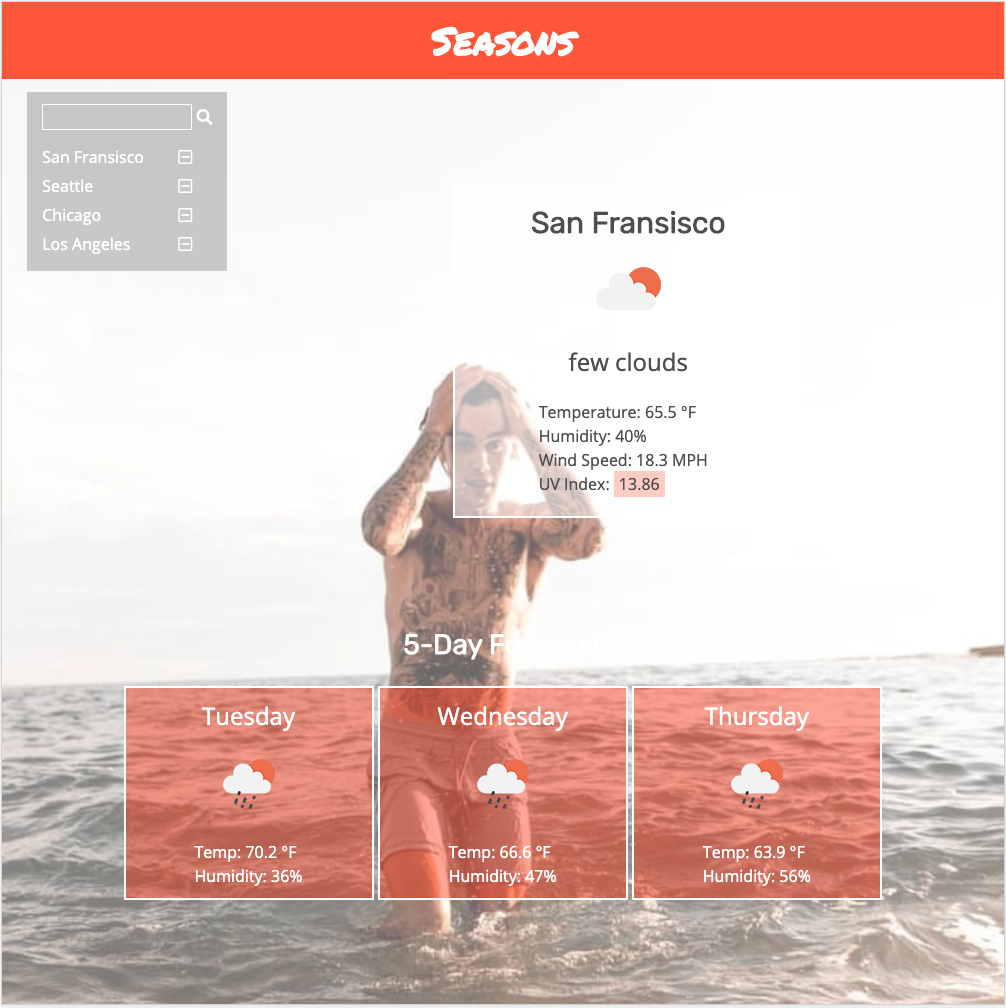 Seasons
San Fransisco
Seattle
Chicago
Los Angeles
San Fransisco
few clouds
Temperature: 65.5 °F
Humidity: 40%
Wind Speed: 18.3 MPH
UV Index: 13.86
5-Day Forecast
Tuesday
Wednesday
Thursday
Temp: 70.2 °F
Humidity: 36%
Temp: 66.6 °F
Humidity: 47%
Temp: 63.9 °F
Humidity: 56%